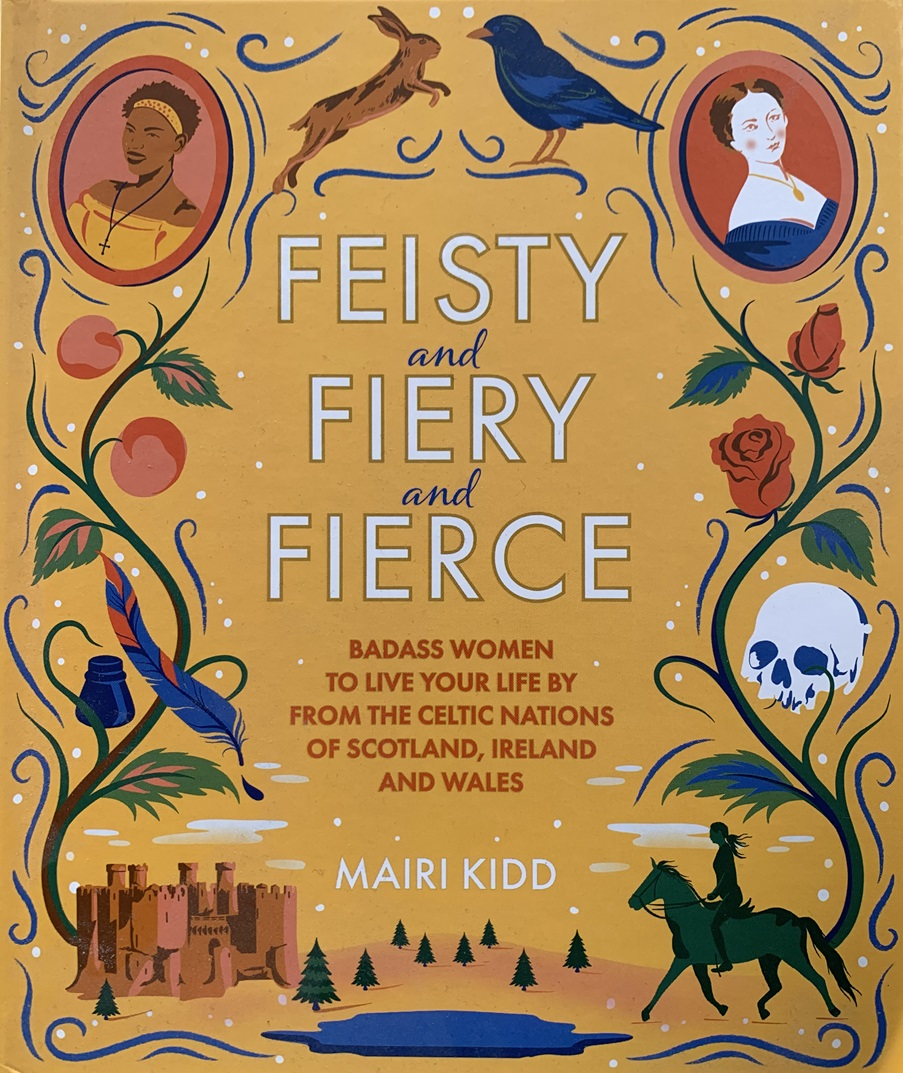 FEISTY
and
FIERY
and
FIERCE
BADASS WOMEN
TO LIVE YOUR LIFE BY
FROM THE CELTIC NATIONS
OF SCOTLAND, IRELAND
AND WALES
MAIRI KIDD